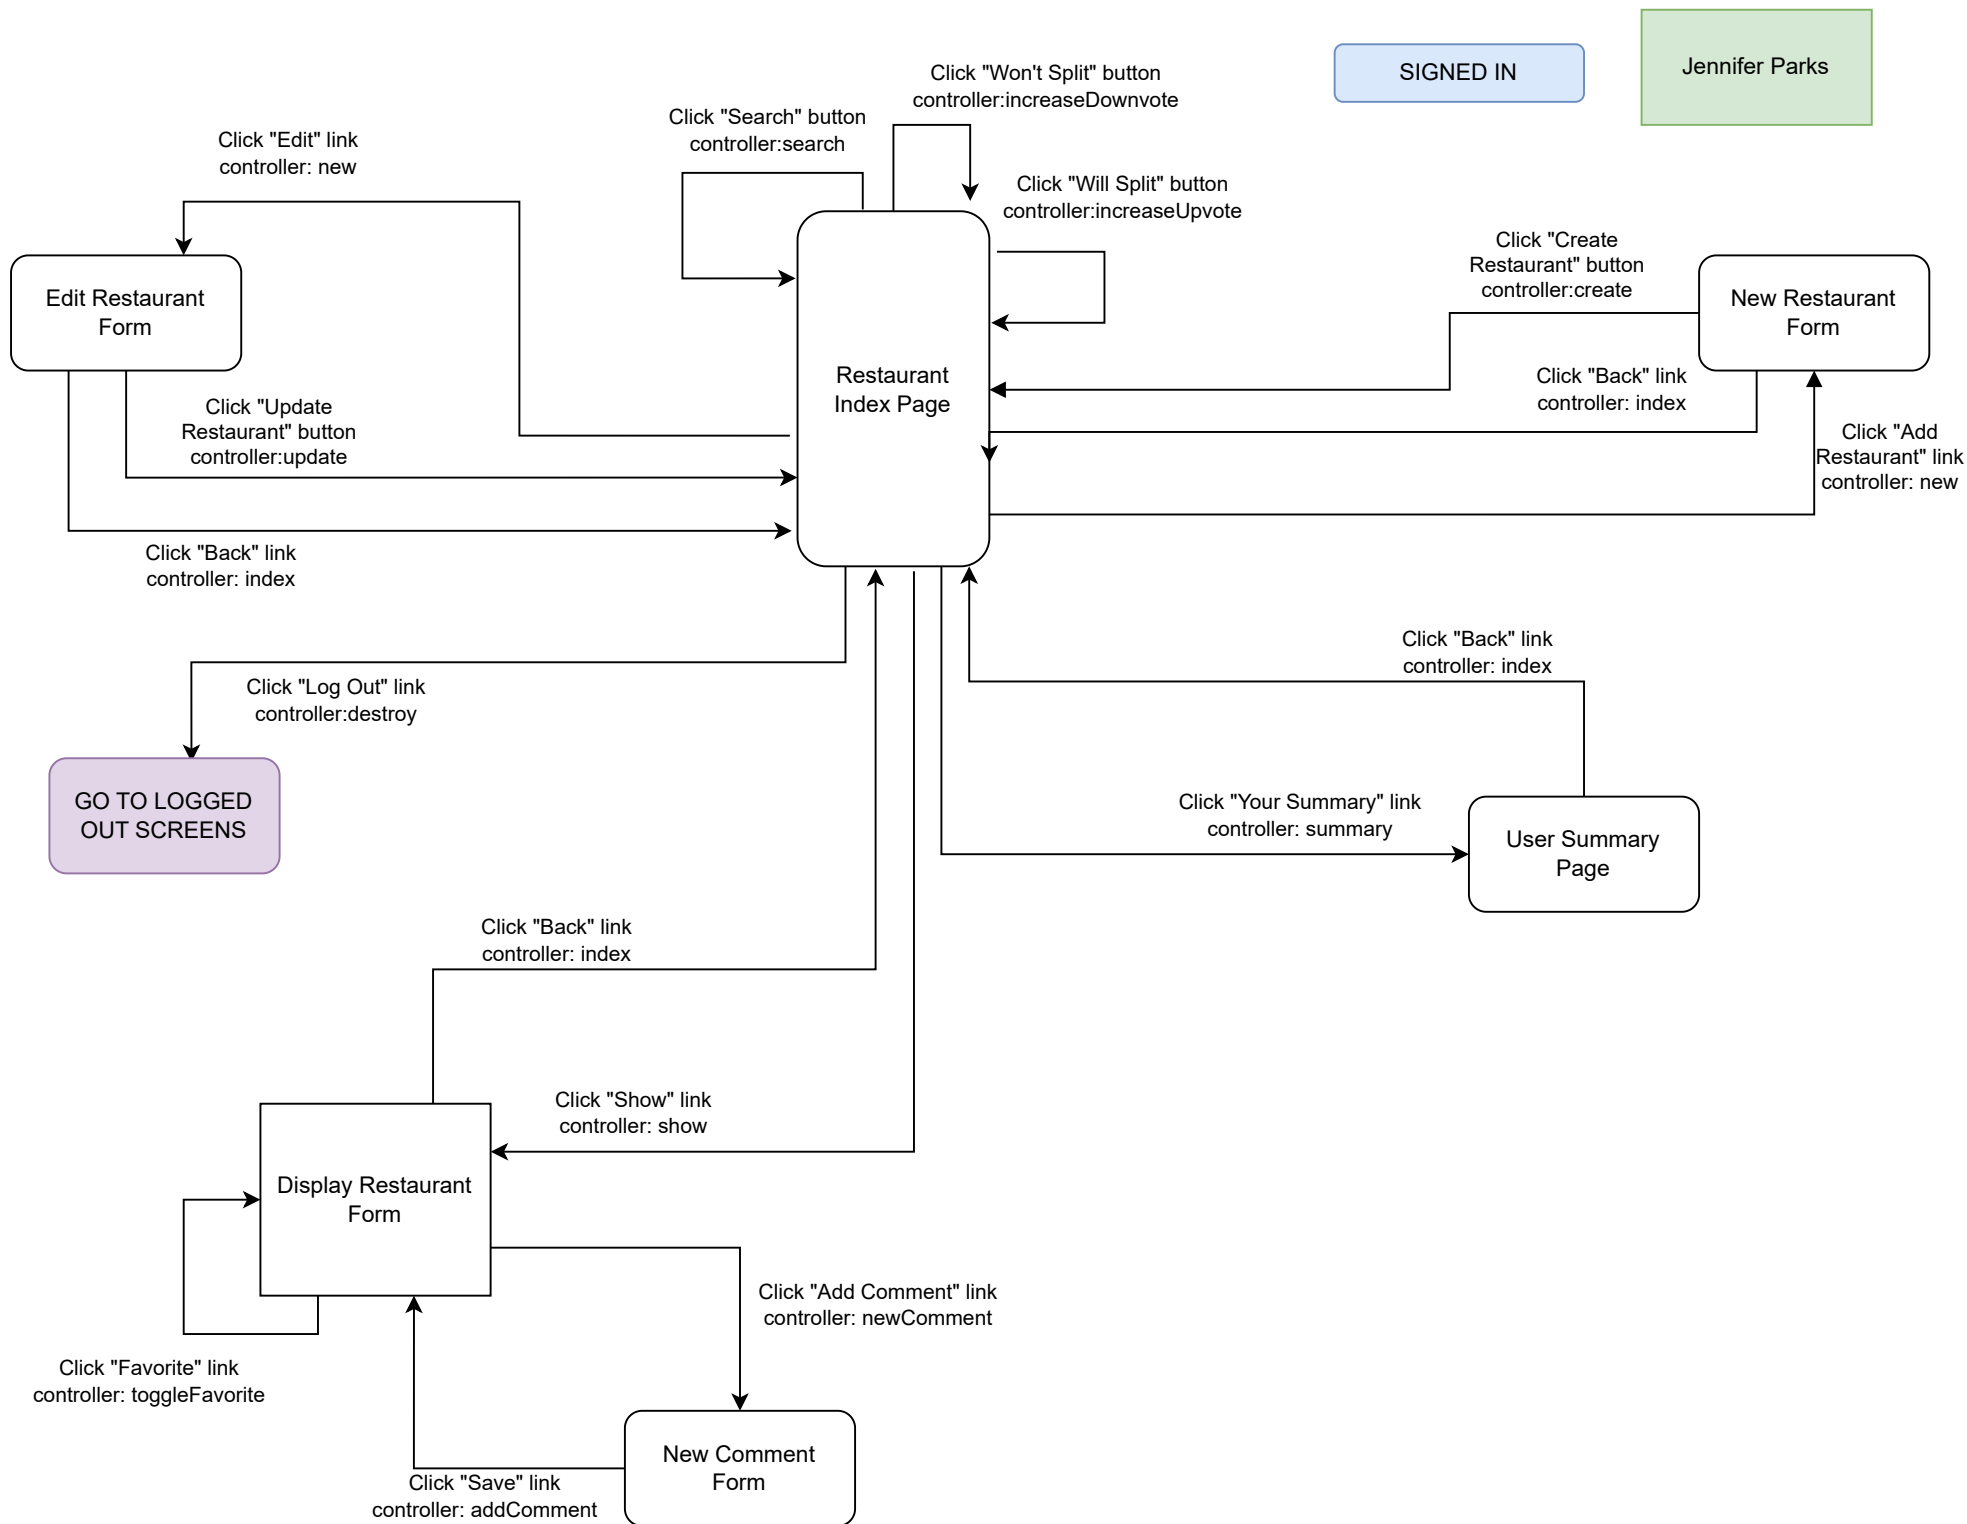 SIGNED IN
Jennifer Parks
Click "Won't Split" button
controller:increaseDownvote
Click "Search" button
controller:search
Click "Edit" link
controller: new
Click "Will Split" button
controller:increaseUpvote
Click "Create
Restaurant" button
controller:create
Edit Restaurant
Form
New Restaurant
Form
Restaurant
Index Page
Click "Back" link
controller: index
Click "Update
Restaurant" button
controller:update
Click "Add
Restaurant" link
controller: new
Click "Back" link
controller: index
Click "Back" link
controller: index
Click "Log Out" link
controller:destroy
GO TO LOGGED
OUT SCREENS
Click "Your Summary" link
controller: summary
User Summary
Page
Click "Back" link
controller: index
Click "Show" link
controller: show
Display Restaurant
Form
Click "Add Comment" link
controller: newComment
Click "Favorite" link
controller: toggleFavorite
New Comment
Form
Click "Save" link
controller: addComment